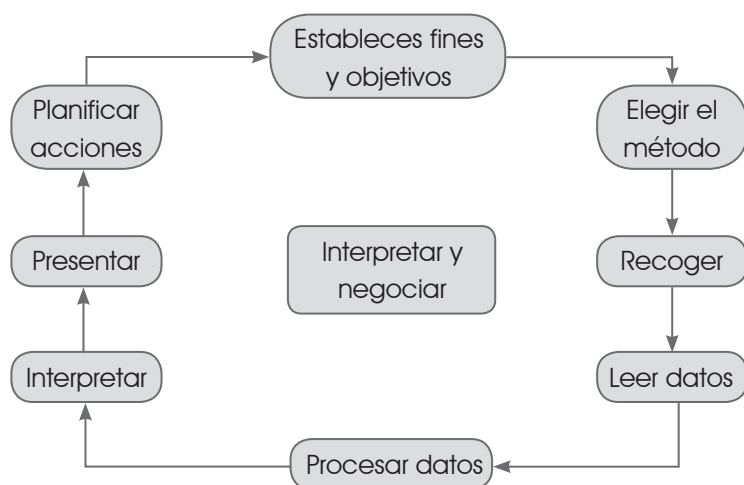 Estableces fines
y objetivos
Elegir el
método
Recoger
Leer datos
Procesar datos
Interpretar
Presentar
Planificar
acciones
Interpretar y
negociar